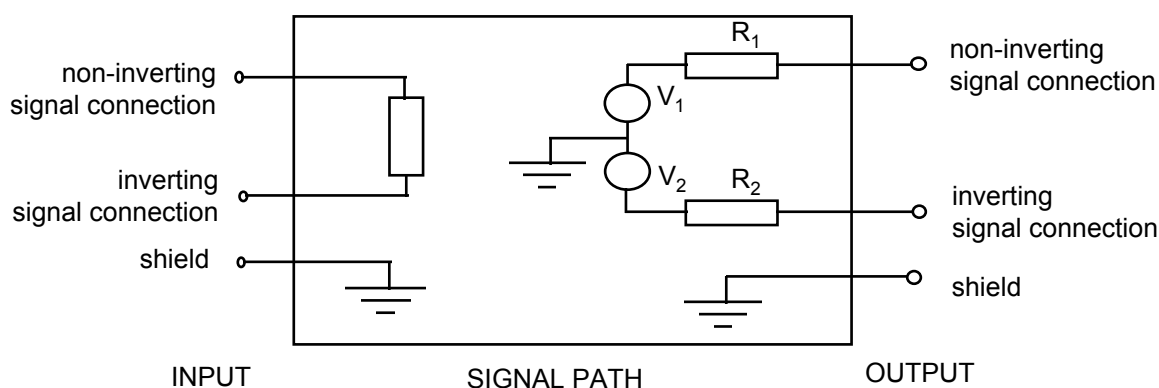 non-inverting
signal connection
inverting
signal connection
shield
R1
V1
V2
R2
non-inverting
signal connection
inverting
signal connection
shield
INPUT
SIGNAL PATH
OUTPUT